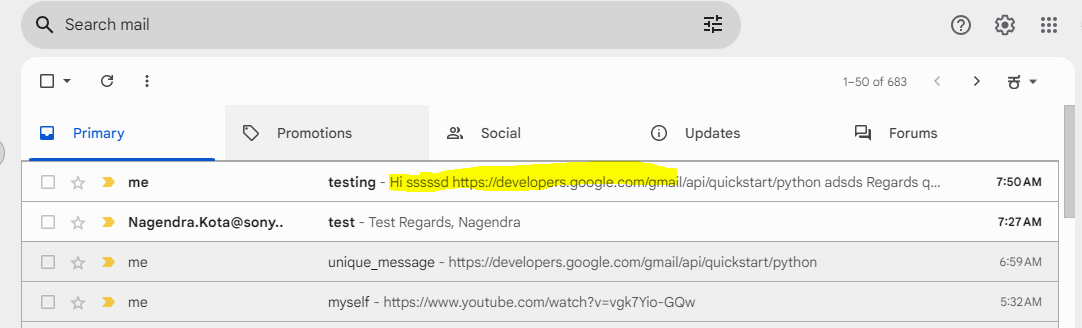 Search mail
1–50 of 683 ಕ
Primary Promotions Social Updates Forums
me testing - Hi sssssd https://developers.google.com/gmail/api/quickstart/python adsds Regards q... 7:50 AM
Nagendra.Kota@sony.. test - Test Regards, Nagendra 7:27 AM
me unique_message - https://developers.google.com/gmail/api/quickstart/python 6:59 AM
me myself - https://www.youtube.com/watch?v=vgk7Yio-GQw 5:32 AM